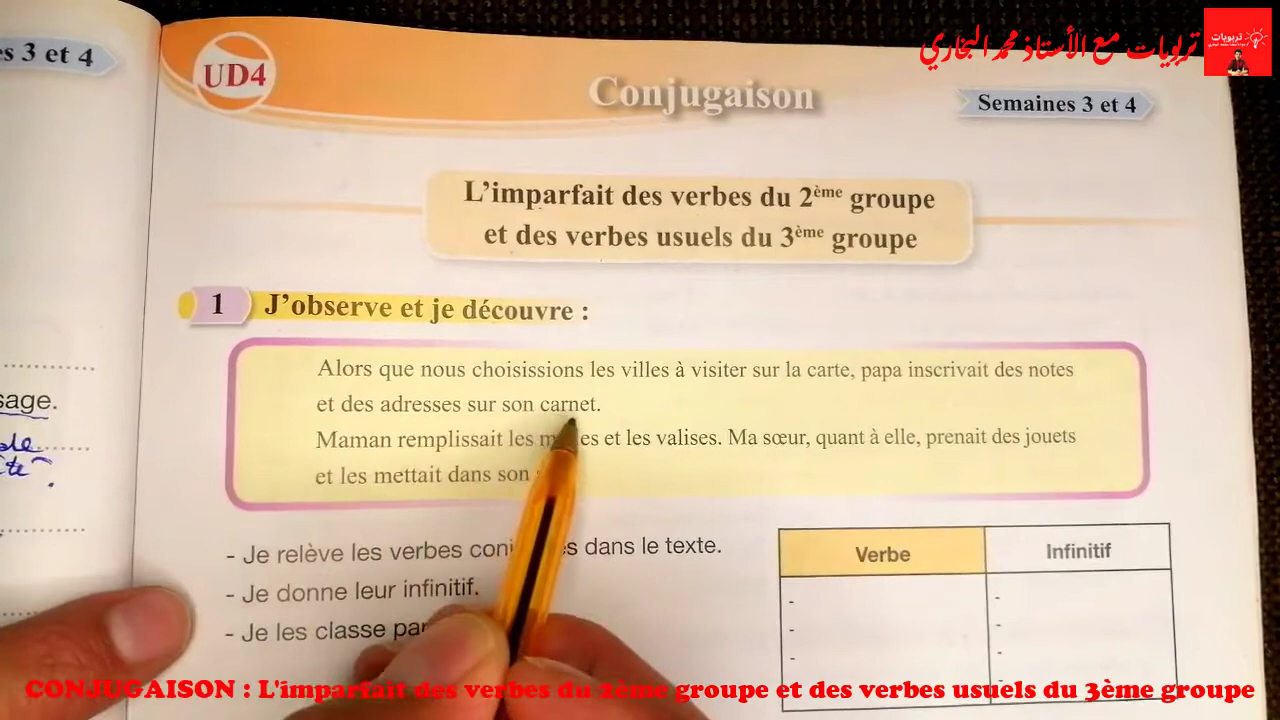 s 3 et 4
تربويات مع الأستاذ محمد البخاري
تربويات
UD4
Conjugaison
Semaines 3 et 4
L'imparfait des verbes du 2ème groupe
et des verbes usuels du 3ème groupe
1 J'observe et je découvre :
Alors que nous choisissions les villes à visiter sur la carte, papa inscrivait des notes
et des adresses sur son carnet.
Maman remplissait les et les valises. Ma sœur, quant à elle, prenait des jouets
et les mettait dans son
sage.
- Je relève les verbes dans le texte.
- Je donne leur infinitif.
- Je les classe
Verbe Infinitif
-
-
-
-
-
CONJUGAISON : L'imparfait des verbes du 2ème groupe et des verbes usuels du 3ème groupe